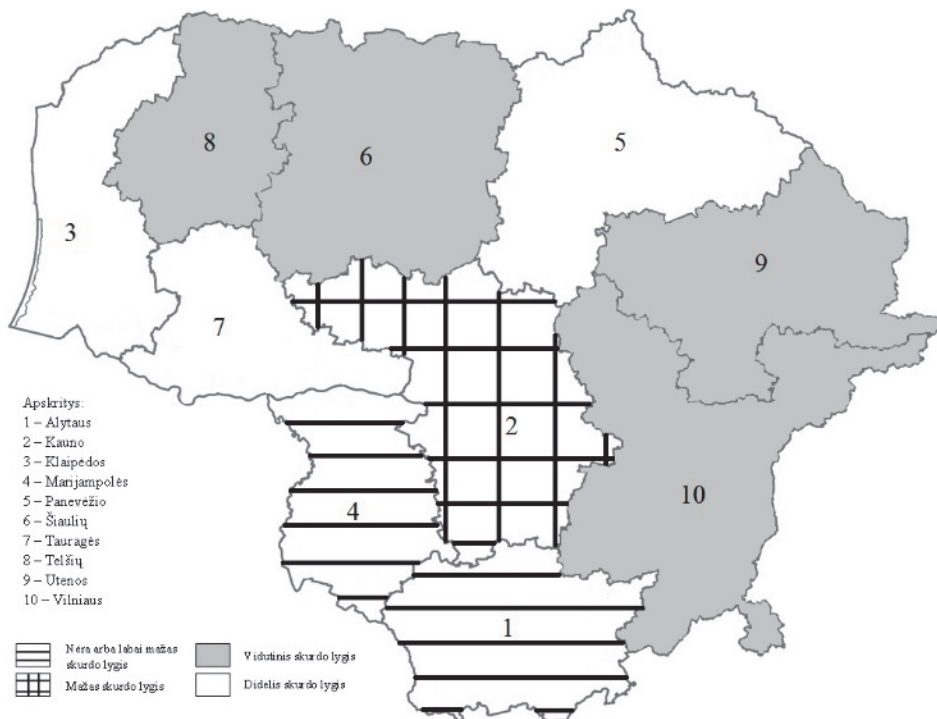 8
6
5
3
9
7
2
10
4
1
Apskritys:
1 – Alytaus
2 – Kauno
3 – Klaipėdos
4 – Marijampolės
5 – Panevėžio
6 – Šiaulių
7 – Tauragės
8 – Telšių
9 – Utenos
10 – Vilniaus
Nėra arba labai mažas
skurdo lygis
Mažas skurdo lygis
Vidutinis skurdo lygis
Didelis skurdo lygis